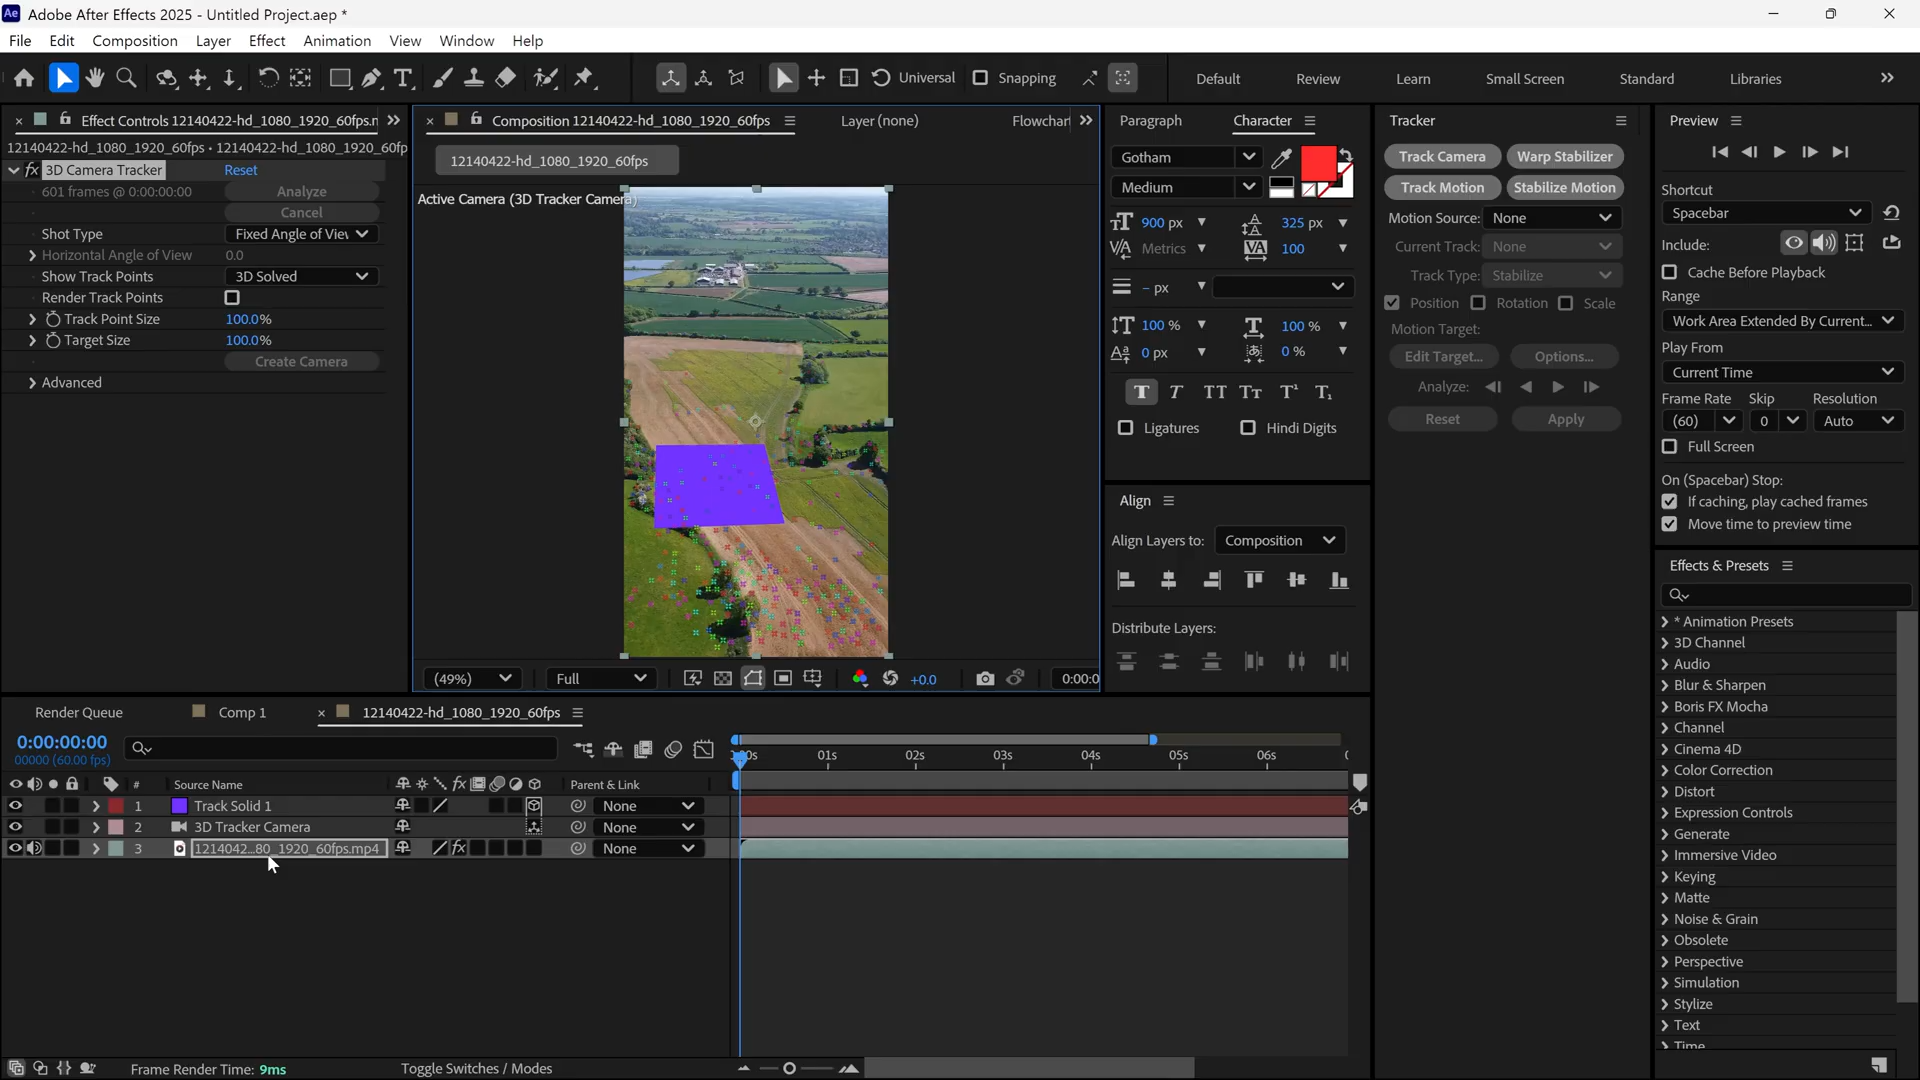 Adobe After Effects 2025 - Untitled Project.aep *
File Edit Composition Layer Effect Animation View Window Help
Universal Snapping Default Review Learn Small Screen Standard Libraries
Effect Controls 12140422-hd_1080_1920_60fps.n
12140422-hd_1080_1920_60fps • 12140422-hd_1080_1920_60fp
fx 3D Camera Tracker Reset
601 frames @ 0:00:00:00 Analyze
Cancel
Shot Type Fixed Angle of Viev
Horizontal Angle of View 0.0
Show Track Points 3D Solved
Render Track Points
Track Point Size 100.0%
Target Size 100.0%
Create Camera
Advanced
Composition 12140422-hd_1080_1920_60fps Layer (none) Flowchart
12140422-hd_1080_1920_60fps
Active Camera (3D Tracker Camera)
(49%) Full +0.0 0:00:0
Paragraph Character
Gotham
Medium
900 px 325 px
Metrics 100
– px
100 % 100 %
0 px 0 %
Ligatures Hindi Digits
Align
Align Layers to: Composition
Distribute Layers:
Tracker
Track Camera Warp Stabilizer
Track Motion Stabilize Motion
Motion Source: None
Current Track: None
Track Type: Stabilize
Position Rotation Scale
Motion Target:
Edit Target... Options...
Analyze:
Reset Apply
Preview
Shortcut
Spacebar
Include:
Cache Before Playback
Range
Work Area Extended By Current...
Play From
Current Time
Frame Rate Skip Resolution
(60) 0 Auto
Full Screen
On (Spacebar) Stop:
If caching, play cached frames
Move time to preview time
Effects & Presets
* Animation Presets
3D Channel
Audio
Blur & Sharpen
Boris FX Mocha
Channel
Cinema 4D
Color Correction
Distort
Expression Controls
Generate
Immersive Video
Keying
Matte
Noise & Grain
Obsolete
Perspective
Simulation
Stylize
Text
Time
Render Queue Comp 1 12140422-hd_1080_1920_60fps
0:00:00:00
00000 (60.00 fps)
:00s 01s 02s 03s 04s 05s 06s
# Source Name fx Parent & Link
1 Track Solid 1 None
2 3D Tracker Camera None
3 1214042...80_1920_60fps.mp4 fx None
Frame Render Time: 9ms Toggle Switches / Modes